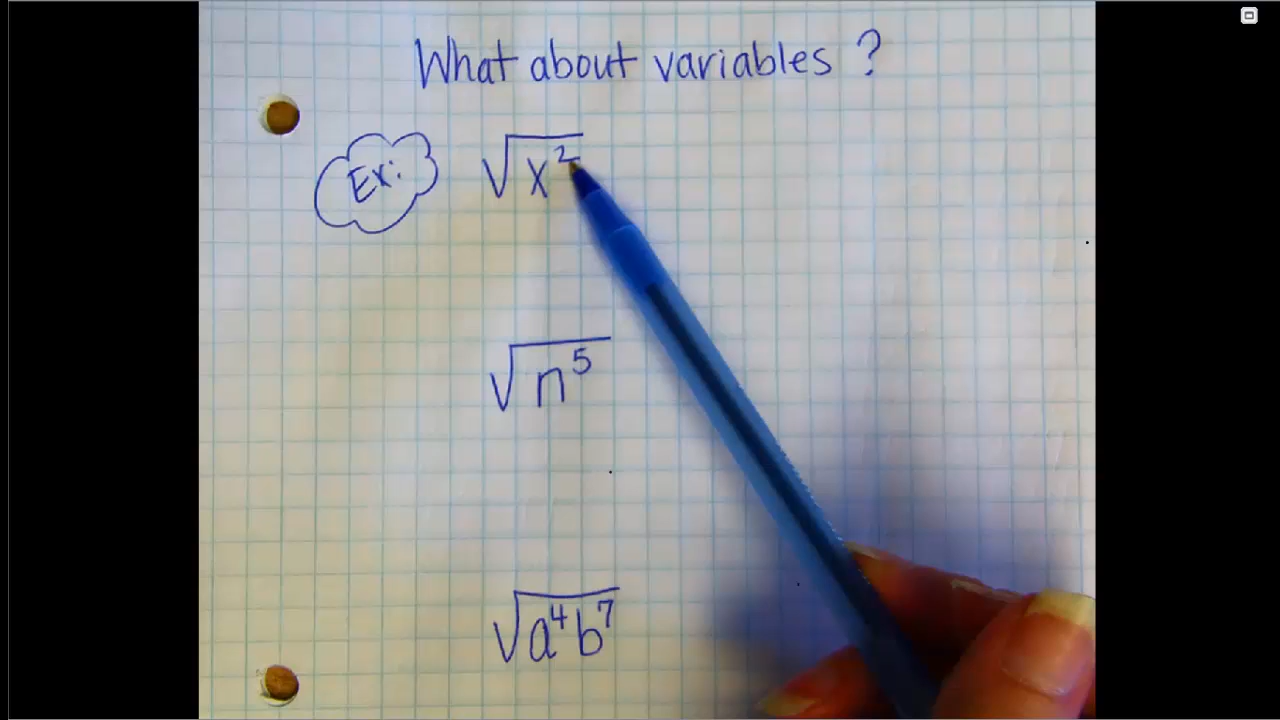 What about variables ?
Ex: √x²
√n⁵
√a⁴b⁷